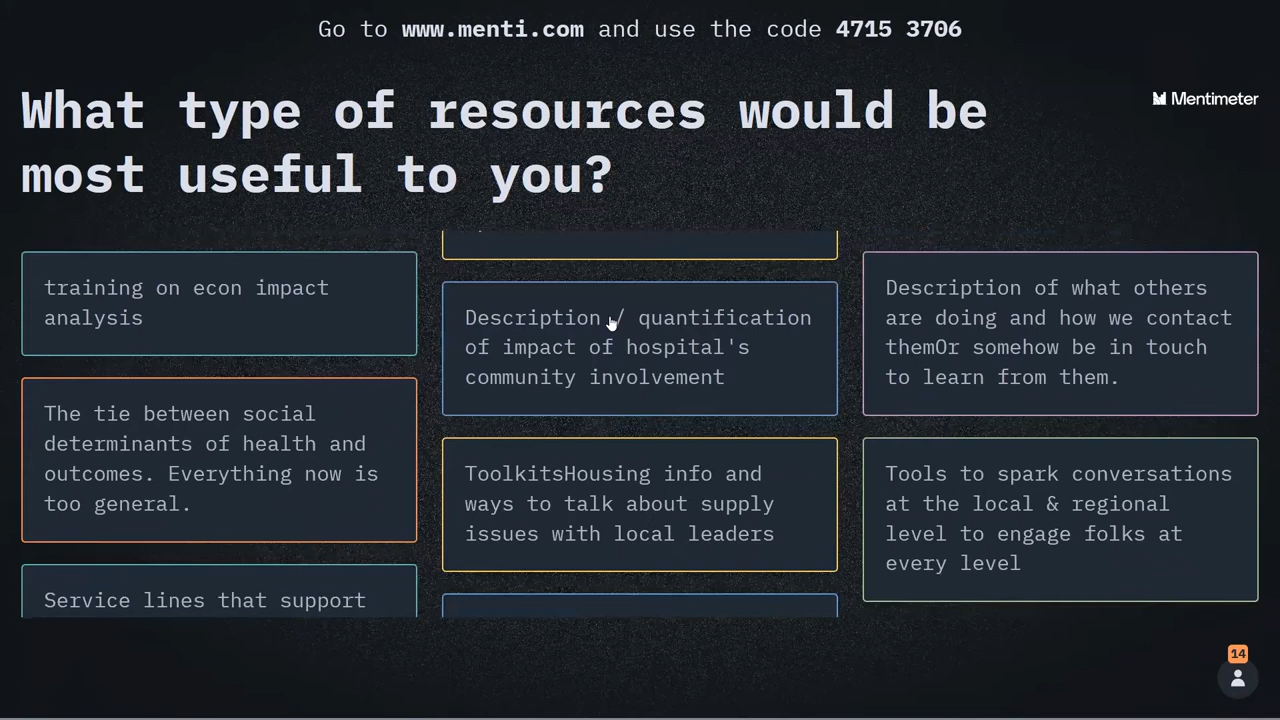 Go to www.menti.com and use the code 4715 3706
What type of resources would be
most useful to you?
Mentimeter
training on econ impact
analysis
The tie between social
determinants of health and
outcomes. Everything now is
too general.
Service lines that support
Description / quantification
of impact of hospital's
community involvement
ToolkitsHousing info and
ways to talk about supply
issues with local leaders
Description of what others
are doing and how we contact
themOr somehow be in touch
to learn from them.
Tools to spark conversations
at the local & regional
level to engage folks at
every level
14